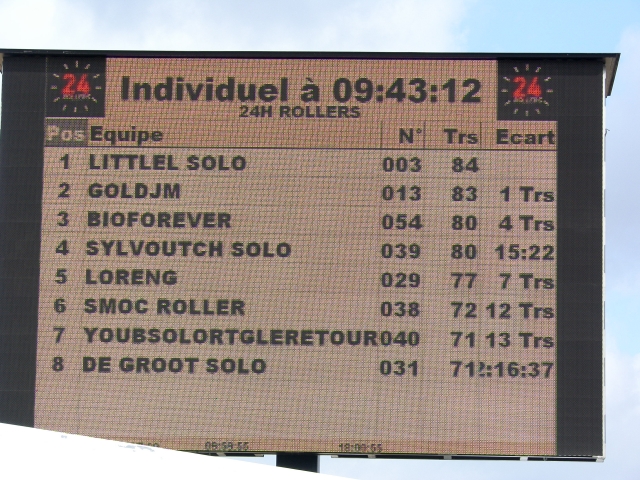 24 Individuel à 09:43:12 24
24H ROLLERS
Pos Equipe N° Trs Ecart
1 LITTLEL SOLO 003 84
2 GOLDJM 013 83 1 Trs
3 BIOFOREVER 054 80 4 Trs
4 SYLVOUTCH SOLO 039 80 15:22
5 LORENG 029 77 7 Trs
6 SMOC ROLLER 038 72 12 Trs
7 YOUBSOLORTGLERETOUR 040 71 13 Trs
8 DE GROOT SOLO 031 71 2:16:37